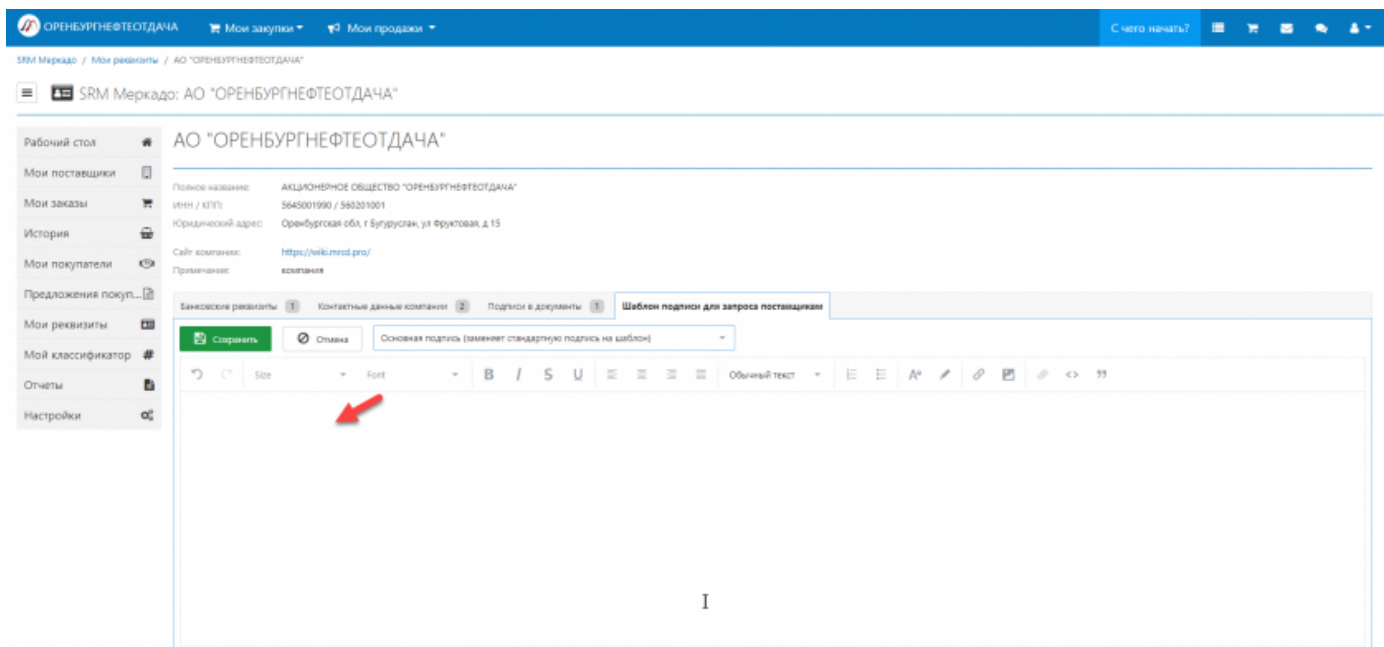 ОРЕНБУРГНЕФТЕОТДАЧА Мои закупки Мои продажи С чего начать?
SRM Меркадо / Мои реквизиты / АО "ОРЕНБУРГНЕФТЕОТДАЧА"
SRM Меркадо: АО "ОРЕНБУРГНЕФТЕОТДАЧА"
Рабочий стол
Мои поставщики
Мои заказы
История
Мои покупатели
Предложения покуп...
Мои реквизиты
Мой классификатор
Отчеты
Настройки
АО "ОРЕНБУРГНЕФТЕОТДАЧА"
Полное название: АКЦИОНЕРНОЕ ОБЩЕСТВО "ОРЕНБУРГНЕФТЕОТДАЧА"
ИНН / КПП: 5645001990 / 560201001
Юридический адрес: Оренбургская обл, г Бугуруслан, ул Фруктовая, д 15
Сайт компании: https://wiki.mrcd.pro/
Примечание: компания
Банковские реквизиты 1 Контактные данные компании 2 Подписи в документы 1 Шаблон подписи для запроса поставщикам
Сохранить Отмена Основная подпись (заменяет стандартную подпись на шаблон)
Size Font B I S U Обычный текст